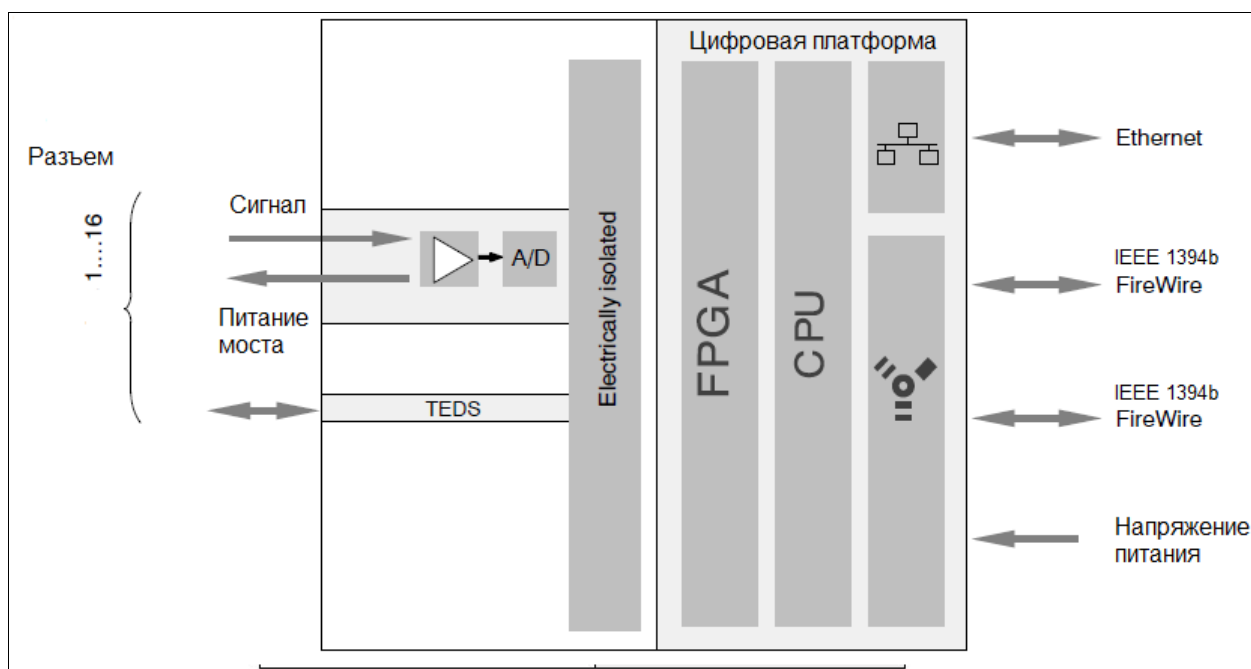 Цифровая платформа
Разъем
1....16
Сигнал
A/D
Питание
моста
TEDS
Electrically isolated
FPGA
CPU
Ethernet
IEEE 1394b
FireWire
IEEE 1394b
FireWire
Напряжение
питания